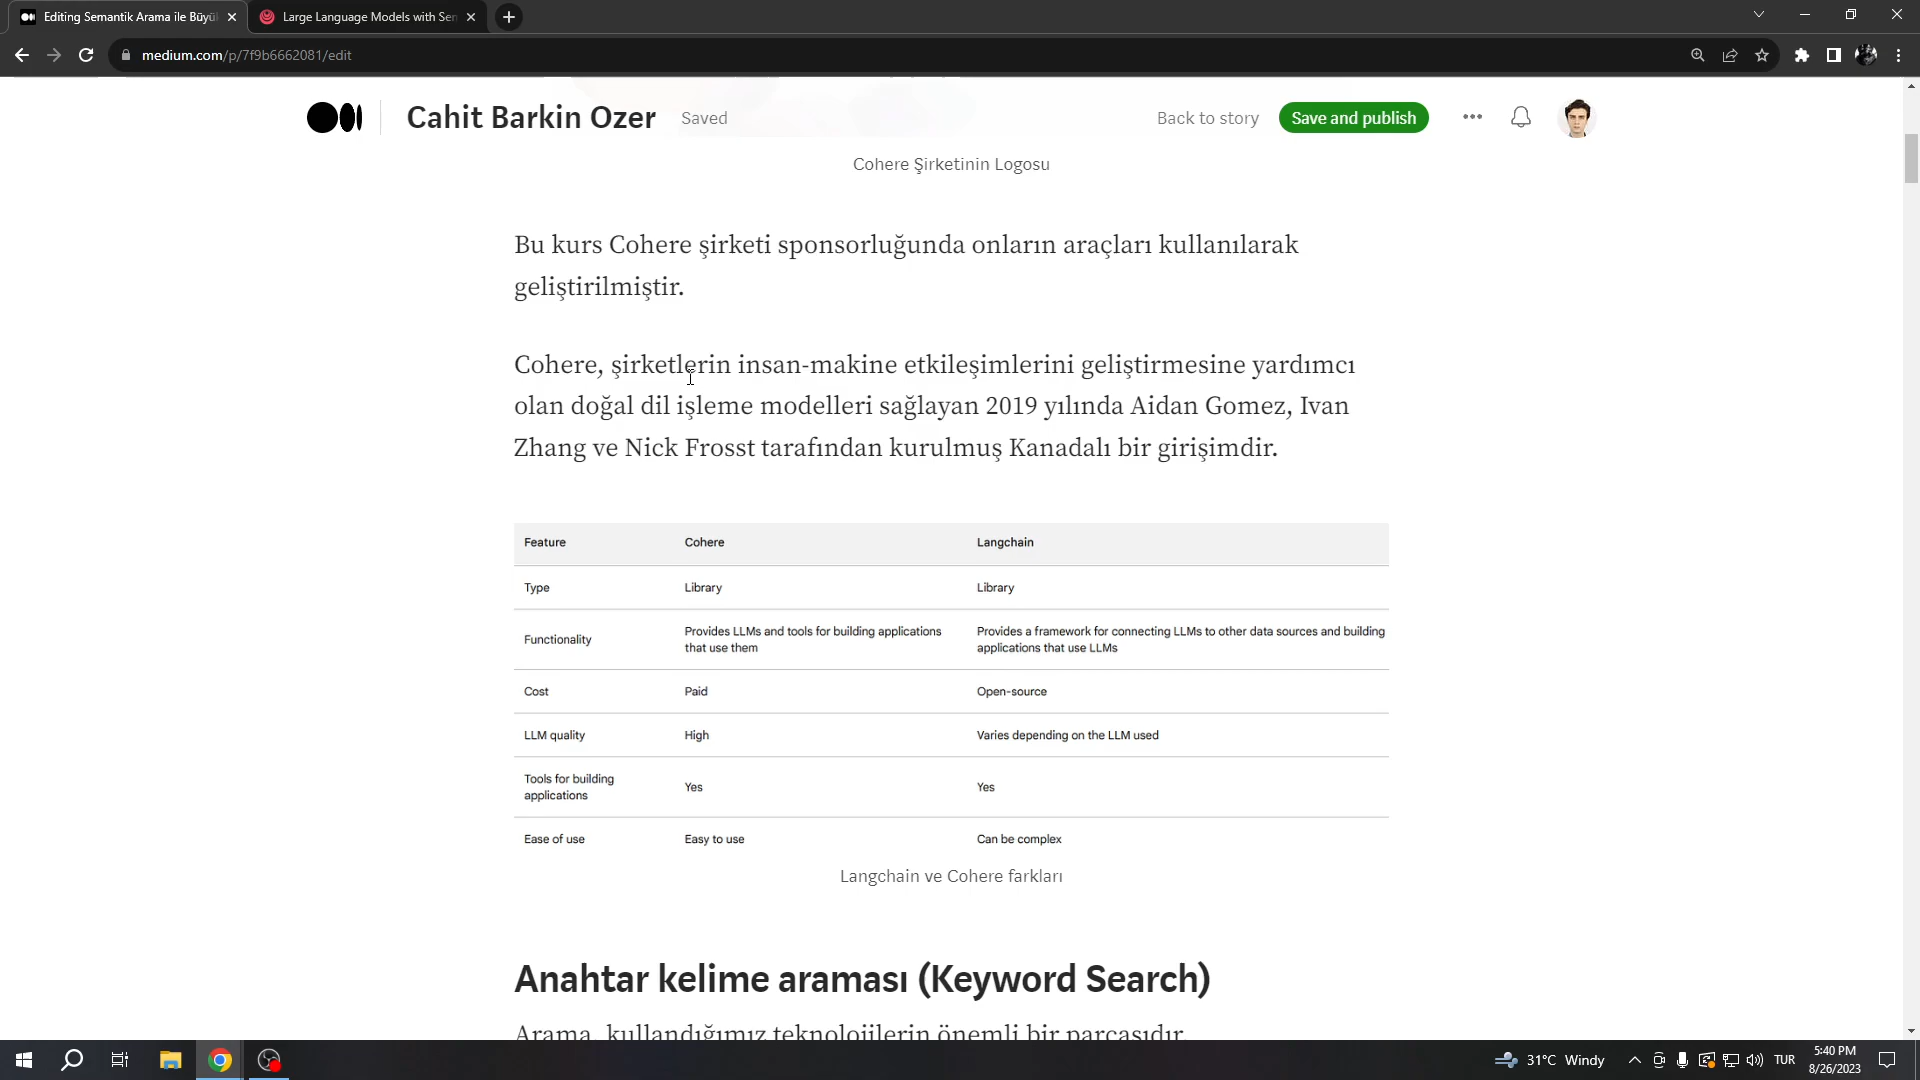 Editing Semantik Arama ile Büyü
Large Language Models with Sem
medium.com/p/7f9b6662081/edit
Cahit Barkin Ozer
Saved
Back to story
Save and publish
Cohere Şirketinin Logosu
Bu kurs Cohere şirketi sponsorluğunda onların araçları kullanılarak
geliştirilmiştir.
Cohere, şirketlerin insan-makine etkileşimlerini geliştirmesine yardımcı
olan doğal dil işleme modelleri sağlayan 2019 yılında Aidan Gomez, Ivan
Zhang ve Nick Frosst tarafından kurulmuş Kanadalı bir girişimdir.
Feature Cohere Langchain
Type Library Library
Functionality
Provides LLMs and tools for building applications
that use them
Provides a framework for connecting LLMs to other data sources and building
applications that use LLMs
Cost Paid Open-source
LLM quality High Varies depending on the LLM used
Tools for building
applications
Yes Yes
Ease of use Easy to use Can be complex
Langchain ve Cohere farkları
Anahtar kelime araması (Keyword Search)
Arama, kullandığımız teknolojilerin önemli bir parçasıdır.
31°C Windy
TUR
5:40 PM
8/26/2023